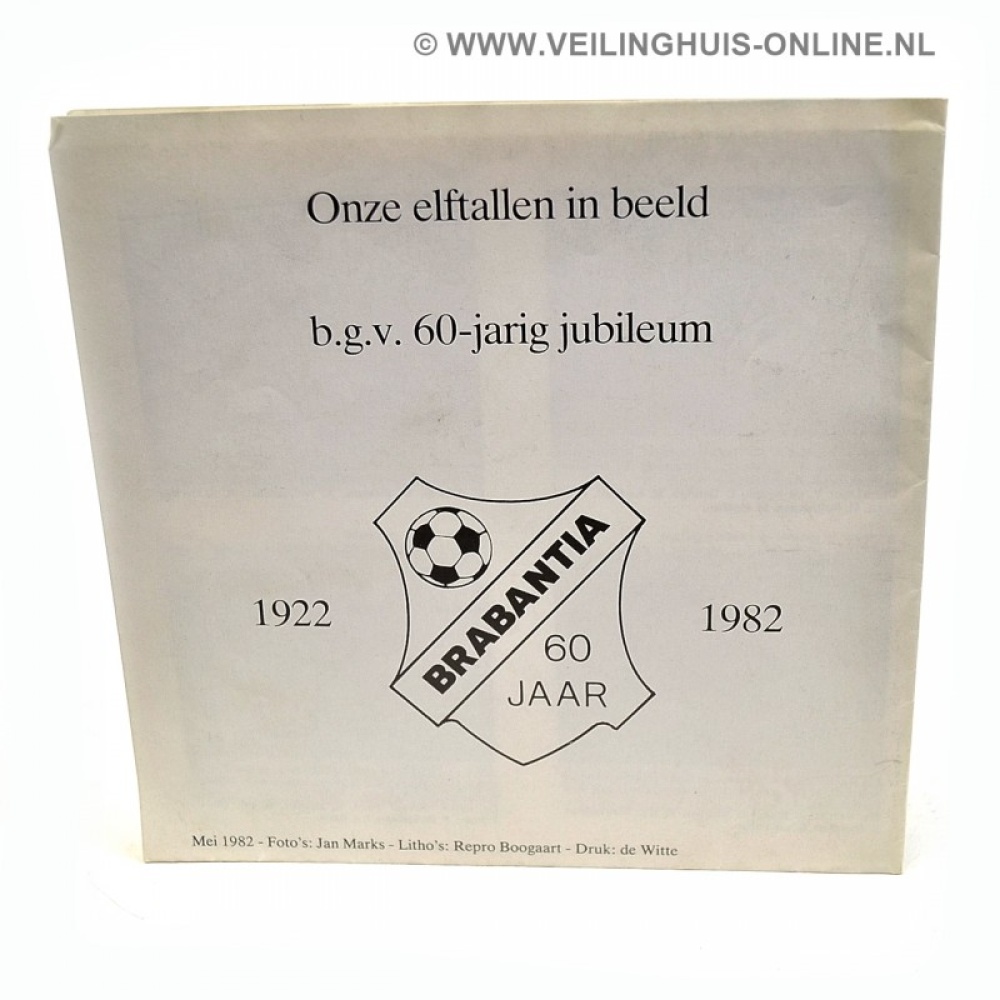 © WWW.VEILINGHUIS-ONLINE.NL
Onze elftallen in beeld
b.g.v. 60-jarig jubileum
1922
BRABANTIA
60
JAAR
1982
Mei 1982 - Foto's: Jan Marks - Litho's: Repro Boogaart - Druk: de Witte